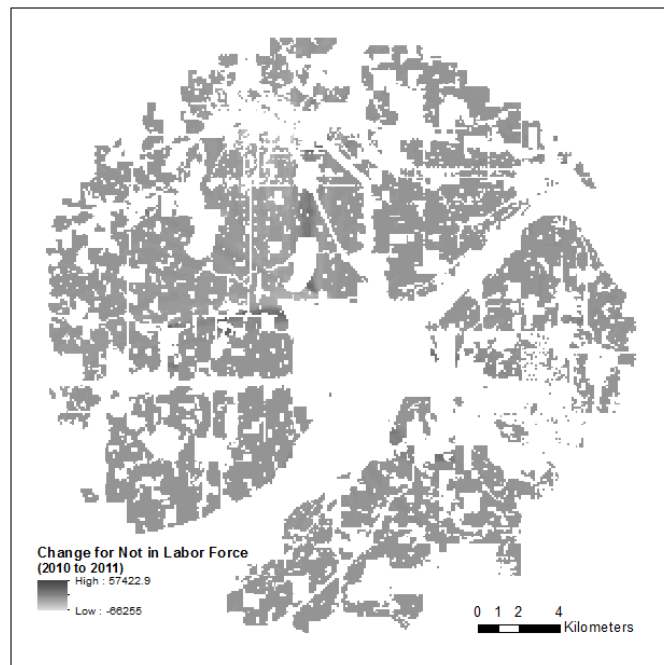 Change for Not in Labor Force
(2010 to 2011)
High : 57422.9
Low : -66255
0 1 2 4
Kilometers